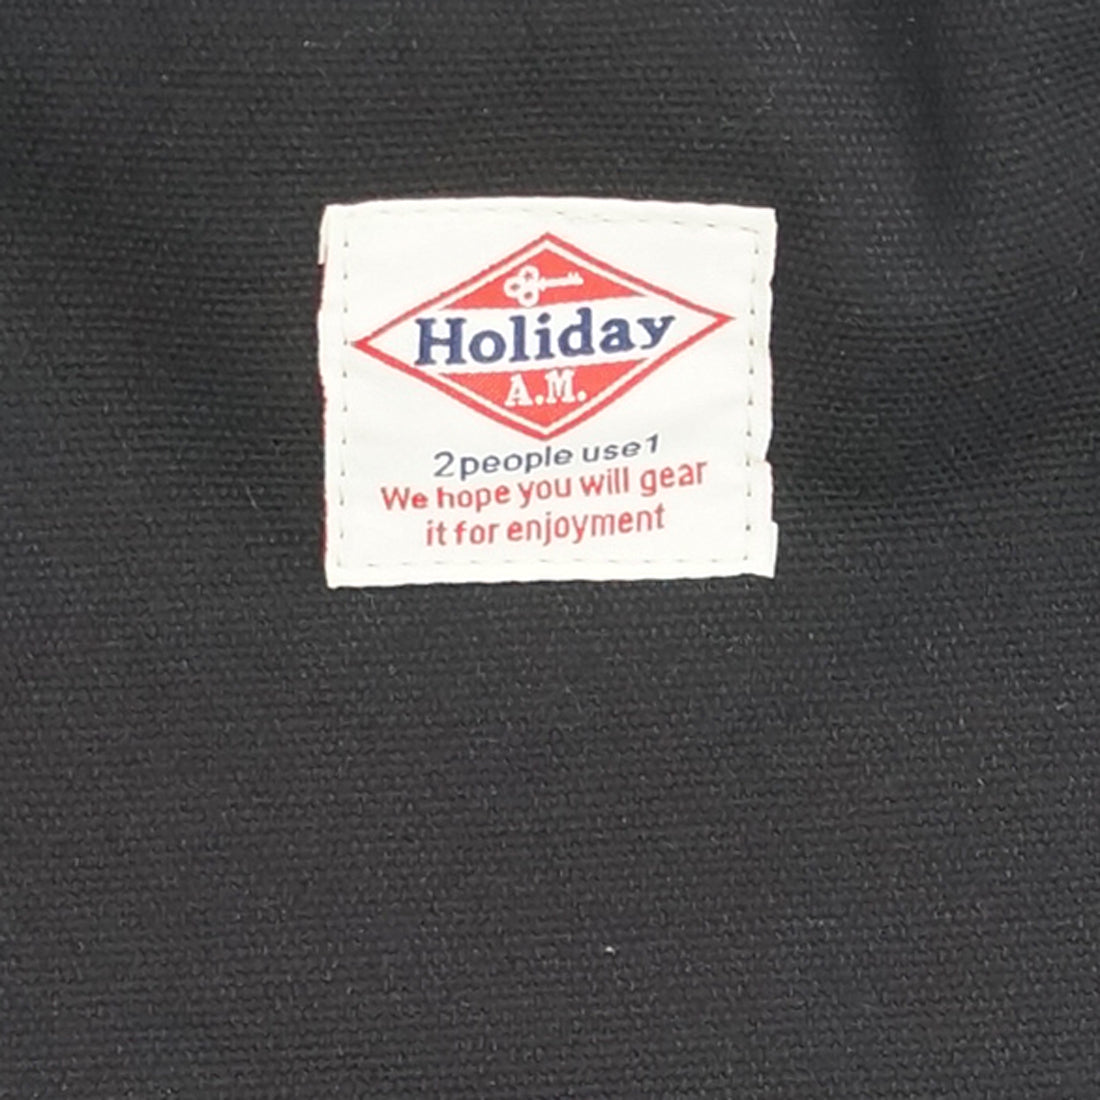 Holiday
A.M.
2people use1
We hope you will gear
it for enjoyment